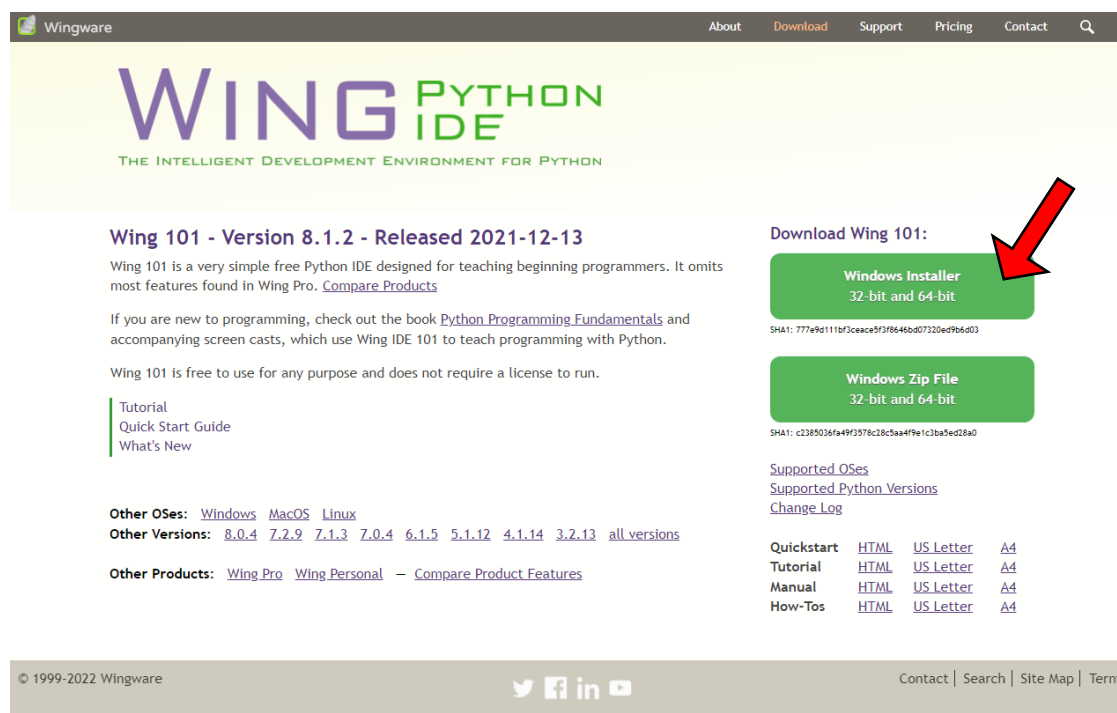 Wingware
About Download Support Pricing Contact
WING PYTHON IDE
THE INTELLIGENT DEVELOPMENT ENVIRONMENT FOR PYTHON
Wing 101 - Version 8.1.2 - Released 2021-12-13
Wing 101 is a very simple free Python IDE designed for teaching beginning programmers. It omits
most features found in Wing Pro. Compare Products
If you are new to programming, check out the book Python Programming Fundamentals and
accompanying screen casts, which use Wing IDE 101 to teach programming with Python.
Wing 101 is free to use for any purpose and does not require a license to run.
Tutorial
Quick Start Guide
What's New
Other OSes: Windows MacOS Linux
Other Versions: 8.0.4 7.2.9 7.1.3 7.0.4 6.1.5 5.1.12 4.1.14 3.2.13 all versions
Other Products: Wing Pro Wing Personal — Compare Product Features
Download Wing 101:
Windows Installer
32-bit and 64-bit
SHA1: 777e9d111bf3ceace5f3f8646bd07320ed9b6d03
Windows Zip File
32-bit and 64-bit
SHA1: c2385036fa49f3578c28c5aa4f9e1c3ba5ed28a0
Supported OSes
Supported Python Versions
Change Log
Quickstart HTML US Letter A4
Tutorial HTML US Letter A4
Manual HTML US Letter A4
How-Tos HTML US Letter A4
© 1999-2022 Wingware
in
Contact | Search | Site Map |